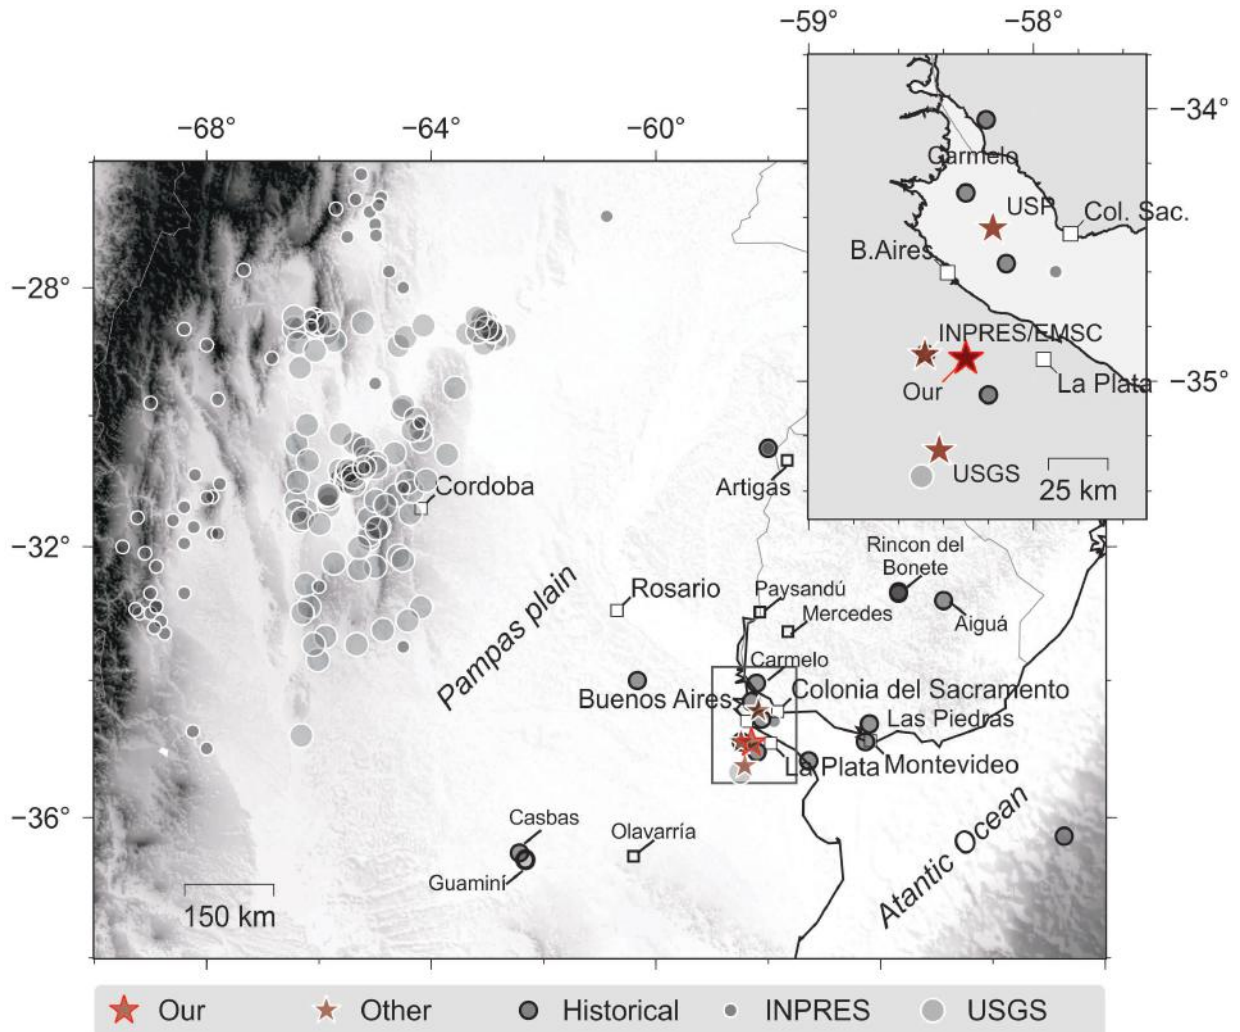 −59°
−58°
−68°
−64°
−60°
−34°
Carmelo
USP
Col. Sac.
B.Aires
−28°
INPRES/EMSC
Our
La Plata
−35°
USGS
25 km
Artigas
Cordoba
−32°
Rincon del
Bonete
Rosario
Paysandú
Mercedes
Aiguá
Pampas plain
Carmelo
Buenos Aires
Colonia del Sacramento
Las Piedras
La Plata
Montevideo
−36°
Casbas
Olavarría
Guaminí
Atantic Ocean
150 km
Our
Other
Historical
INPRES
USGS